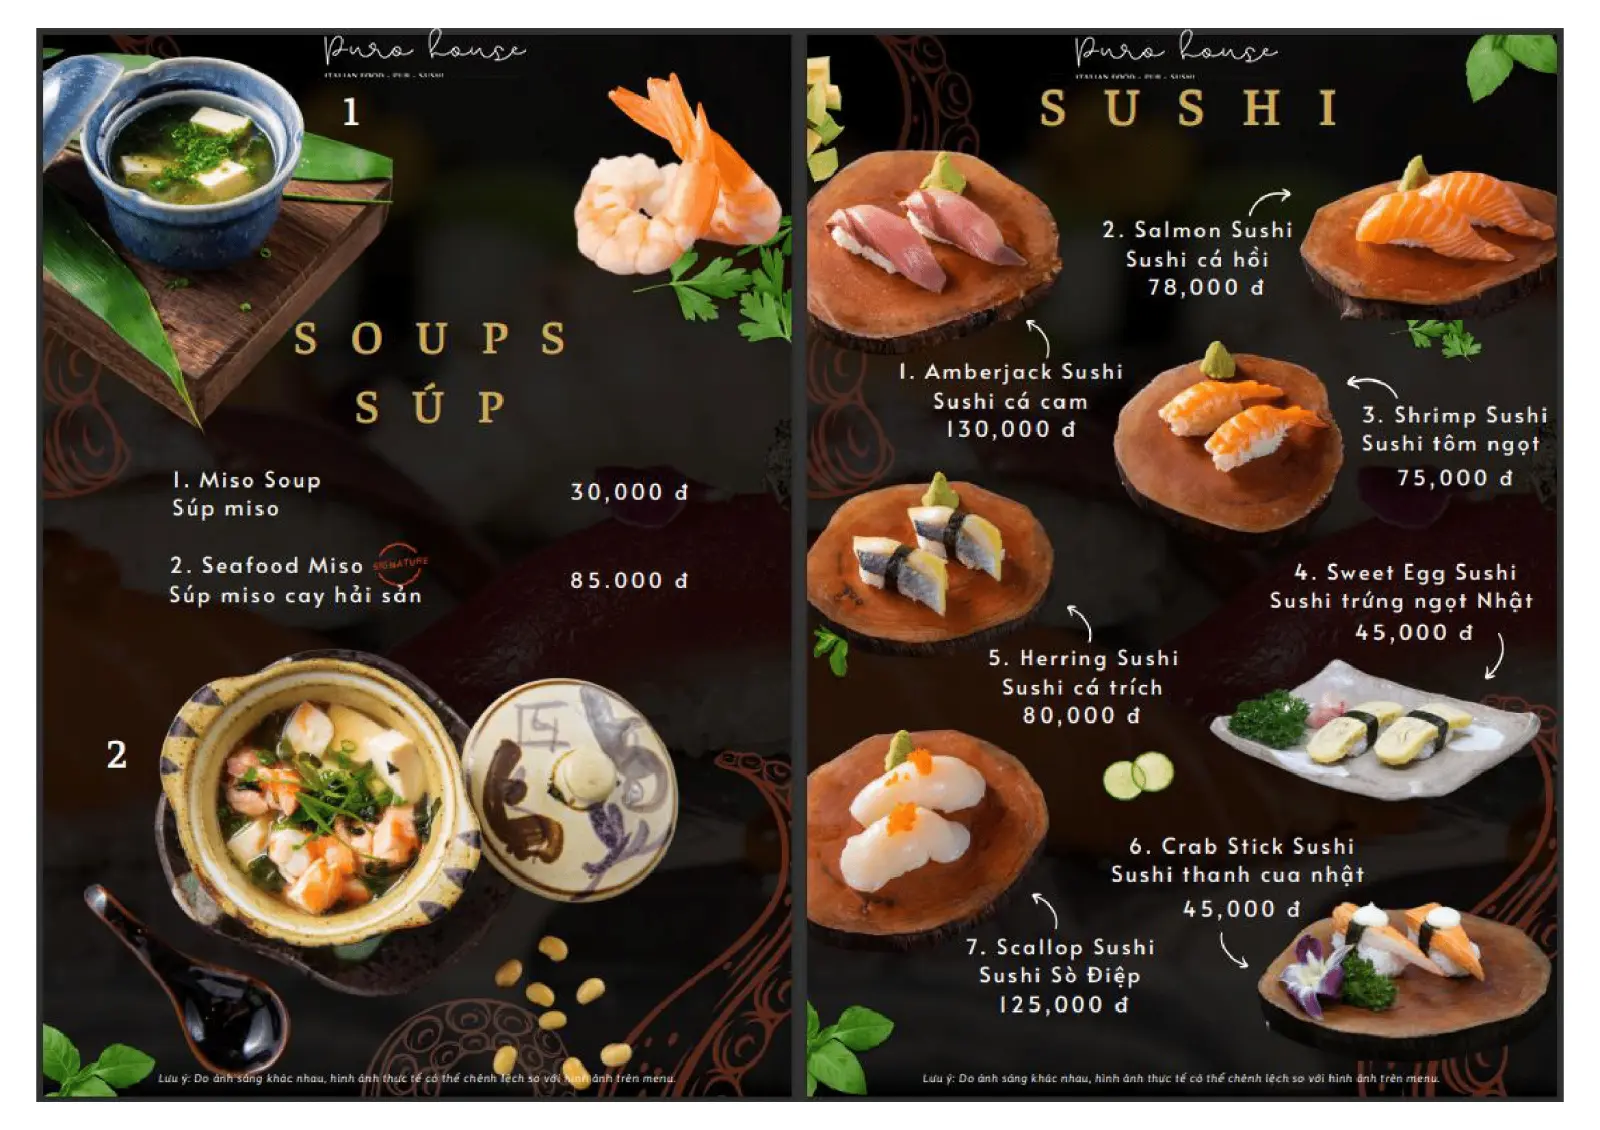 Puro house
ITALIAN FOOD - PUB - SUSHI
1
SOUPS
SÚP
1. Miso Soup
Súp miso
30,000 đ
2. Seafood Miso
SIGNATURE
Súp miso cay hải sản
85.000 đ
2
Lưu ý: Do ánh sáng khác nhau, hình ảnh thực tế có thể chênh lệch so với hình ảnh trên menu.
Puro house
ITALIAN FOOD - PUB - SUSHI
SUSHI
2. Salmon Sushi
Sushi cá hồi
78,000 đ
1. Amberjack Sushi
Sushi cá cam
130,000 đ
3. Shrimp Sushi
Sushi tôm ngọt
75,000 đ
4. Sweet Egg Sushi
Sushi trứng ngọt Nhật
45,000 đ
5. Herring Sushi
Sushi cá trích
80,000 đ
6. Crab Stick Sushi
Sushi thanh cua nhật
45,000 đ
7. Scallop Sushi
Sushi Sò Điệp
125,000 đ
Lưu ý: Do ánh sáng khác nhau, hình ảnh thực tế có thể chênh lệch so với hình ảnh trên menu.